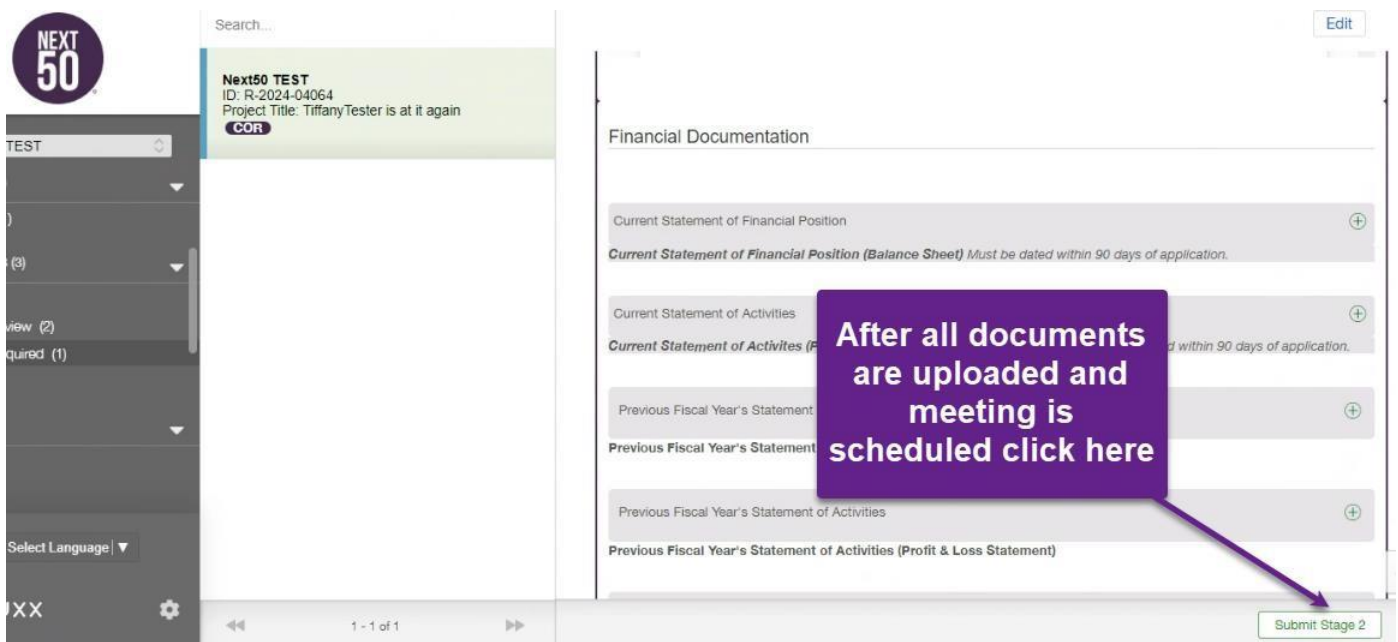 NEXT
50
TEST
)
(3)
view (2)
quired (1)
Select Language ▼
JXX
Search...
Next50 TEST
ID: R-2024-04064
Project Title: TiffanyTester is at it again
COR
1 - 1 of 1
Edit
Financial Documentation
Current Statement of Financial Position
Current Statement of Financial Position (Balance Sheet) Must be dated within 90 days of application.
Current Statement of Activities
Current Statement of Activites (P
d within 90 days of application.
Previous Fiscal Year's Statement
Previous Fiscal Year's Statement
Previous Fiscal Year's Statement of Activities
Previous Fiscal Year's Statement of Activities (Profit & Loss Statement)
After all documents
are uploaded and
meeting is
scheduled click here
Submit Stage 2